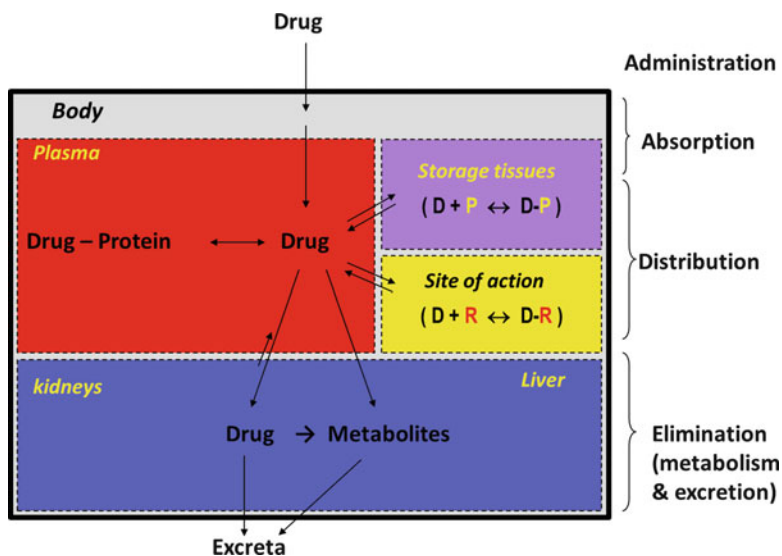 Drug
Administration
Body
Absorption
Plasma
Storage tissues
( D + P ↔ D-P )
Drug – Protein ↔ Drug
Distribution
Site of action
( D + R ↔ D-R )
kidneys
Liver
Drug → Metabolites
Elimination
(metabolism
& excretion)
Excreta